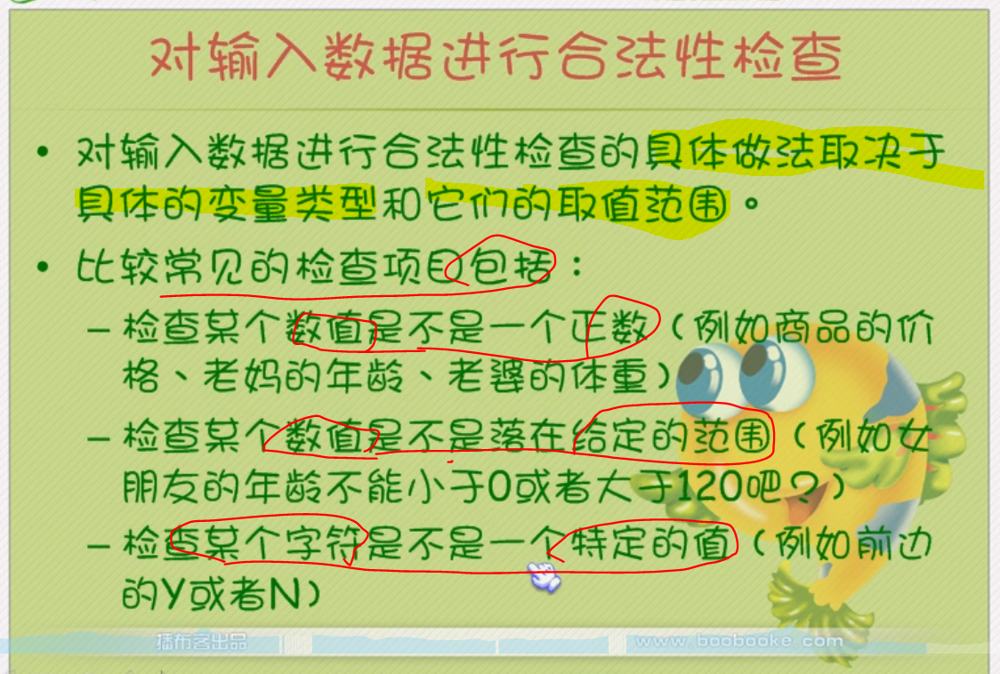 对输入数据进行合法性检查
• 对输入数据进行合法性检查的具体做法取决于
具体的变量类型和它们的取值范围。
• 比较常见的检查项目包括：
– 检查某个数值是不是一个正数（例如商品的价
格、老妈的年龄、老婆的体重）
– 检查某个数值是不是落在给定的范围（例如女
朋友的年龄不能小于0或者大于120吧？）
– 检查某个字符是不是一个特定的值（例如前边
的Y或者N）
播布客出品 www.boobooke.com